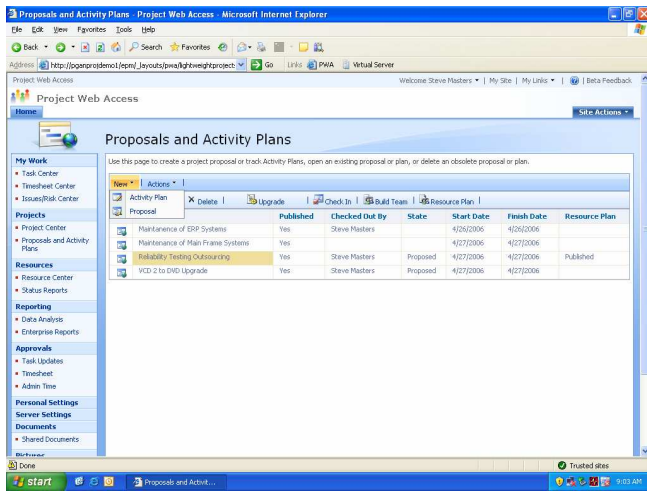 Proposals and Activity Plans - Project Web Access - Microsoft Internet Explorer
File Edit View Favorites Tools Help
Back Search Favorites
Address http://pganprojdemo1/epm/_layouts/pwa/lightweightproject: Go Links PWA Virtual Server
Project Web Access Welcome Steve Masters | My Site | My Links | Beta Feedback
Project Web Access
Home Site Actions
Proposals and Activity Plans
Use this page to create a project proposal or track Activity Plans, open an existing proposal or plan, or delete an obsolete proposal or plan.
My Work
Task Center
Timesheet Center
Issues/Risk Center
Projects
Project Center
Proposals and Activity Plans
Resources
Resource Center
Status Reports
Reporting
Data Analysis
Enterprise Reports
Approvals
Task Updates
Timesheet
Admin Time
Personal Settings
Server Settings
Documents
Shared Documents
Pictures
New | Actions |
Activity Plan
Proposal
Delete | Upgrade | Check In | Build Team | Resource Plan |
Published Checked Out By State Start Date Finish Date Resource Plan
Maintanence of ERP Systems Yes Steve Masters 4/26/2006 4/26/2006
Maintenance of Main Frame Systems Yes 4/27/2006 4/27/2006
Reliability Testing Outsourcing Yes Steve Masters Proposed 4/27/2006 4/27/2006 Published
VCD 2 to DVD Upgrade Yes Steve Masters Proposed 4/27/2006 4/27/2006
Done Trusted sites
start Proposals and Activit... 9:03 AM